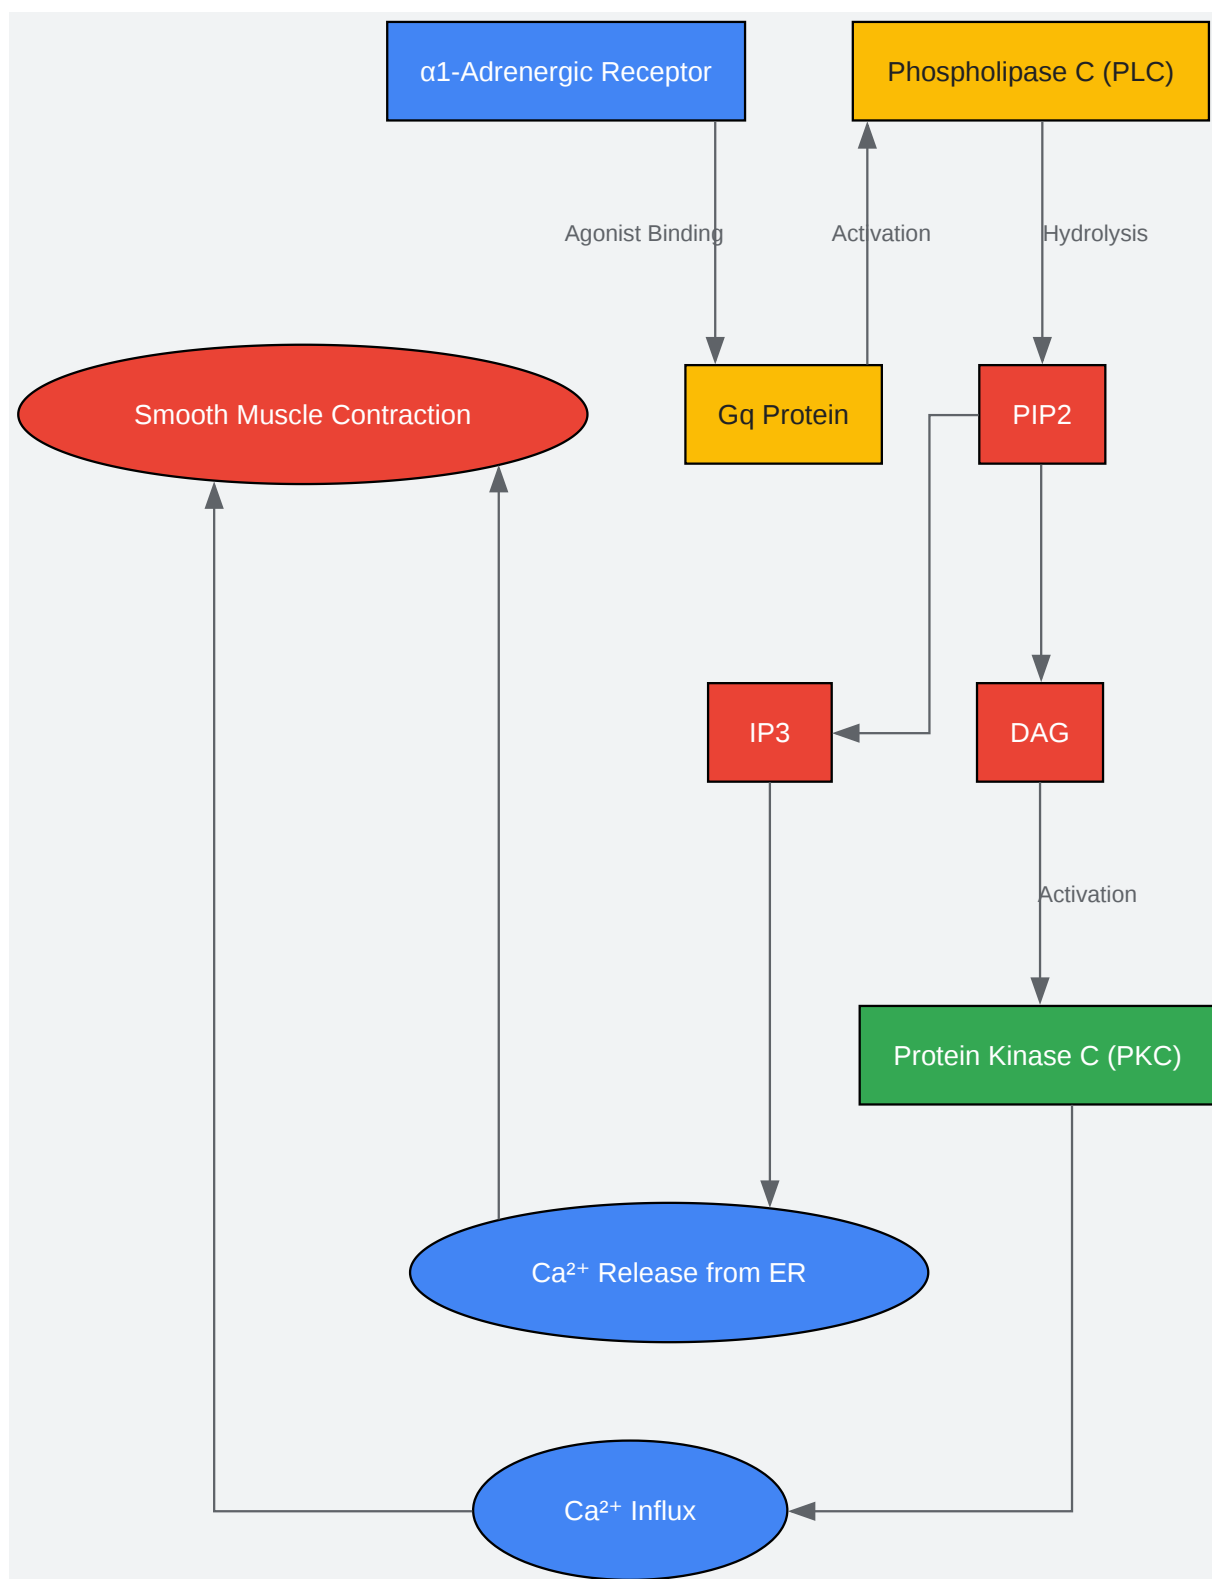 α1-Adrenergic Receptor
Phospholipase C (PLC)
Agonist Binding
Activation
Hydrolysis
Smooth Muscle Contraction
Gq Protein
PIP2
IP3
DAG
Activation
Protein Kinase C (PKC)
Ca²⁺ Release from ER
Ca²⁺ Influx